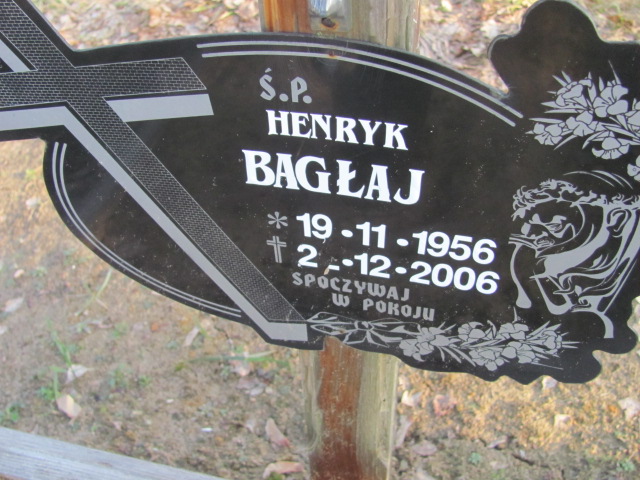 Ś.P.
HENRYK
BAGŁAJ
* 19-11-1956
† 2 -12-2006
SPOCZYWAJ
W POKOJU